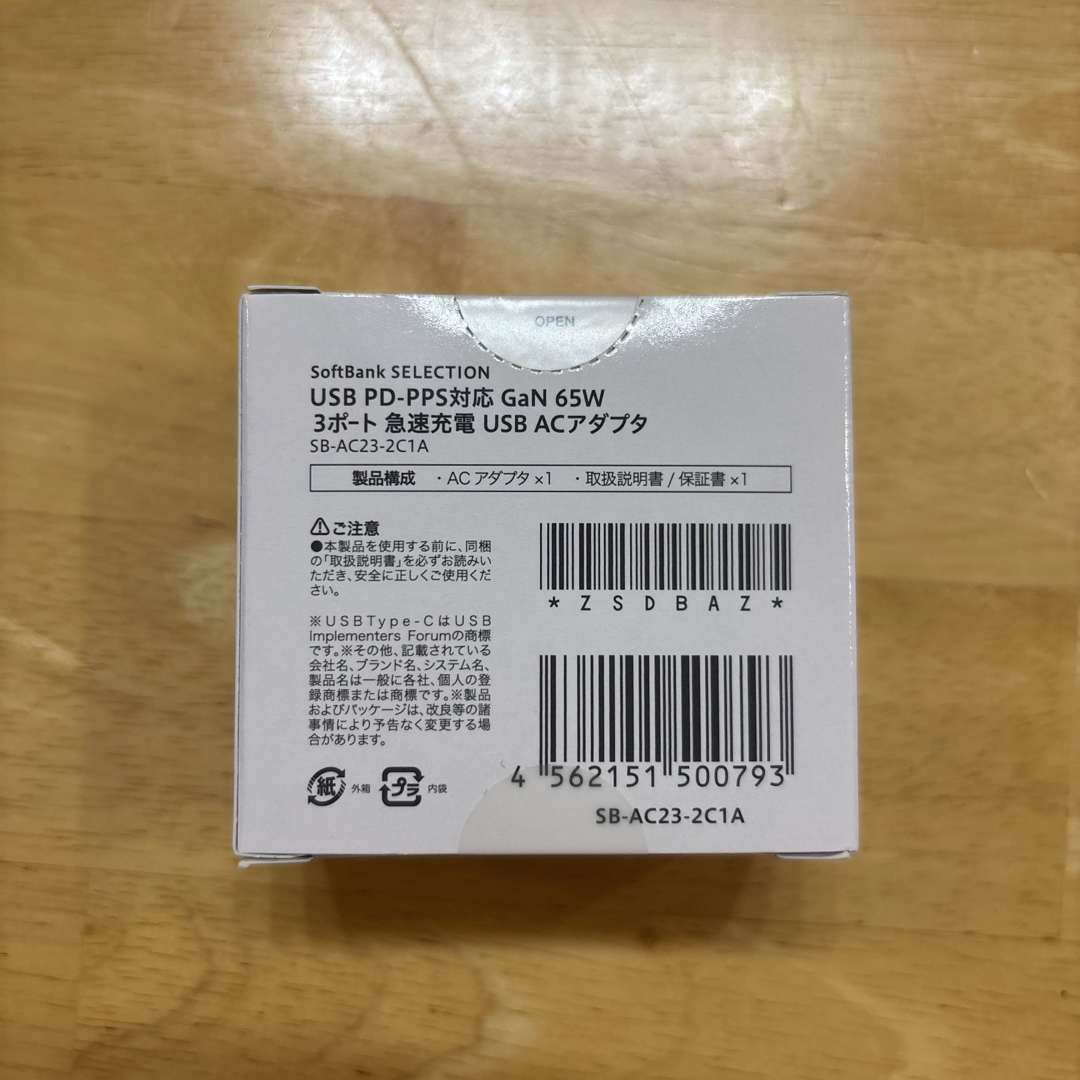 OPEN
SoftBank SELECTION
USB PD-PPS対応 GaN 65W
3ポート 急速充電 USB ACアダプタ
SB-AC23-2C1A
製品構成 ・AC アダプタ×1 ・取扱説明書 / 保証書×1
⚠ご注意
●本製品を使用する前に、同梱
の「取扱説明書」を必ずお読みい
ただき、安全に正しくご使用くだ
さい。
※USB Type-CはUSB
Implementers Forumの商標
です。※その他、記載されている
会社名、ブランド名、システム名、
製品名は一般に各社、個人の登
録商標または商標です。※製品
およびパッケージは、改良等の諸
事情により予告なく変更する場
合があります。
紙 外箱 プラ 内袋
*ZSDBAZ*
4 562151 500793
SB-AC23-2C1A